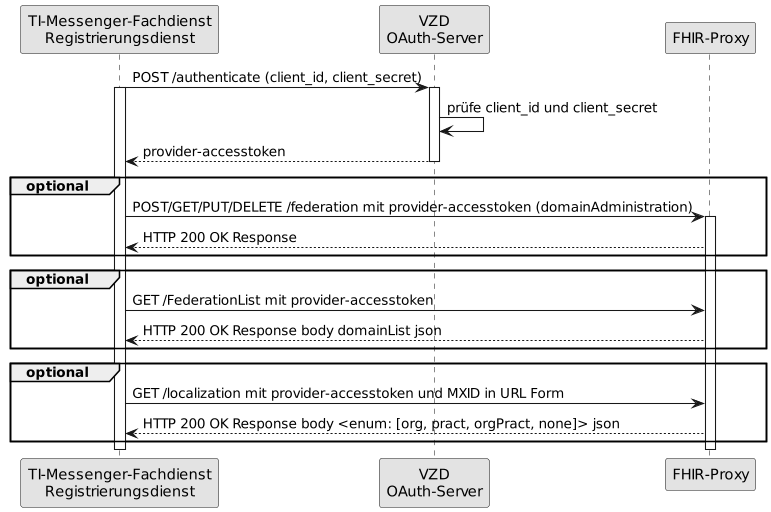 TI-Messenger-Fachdienst
Registrierungsdienst
VZD
OAuth-Server
FHIR-Proxy
POST /authenticate (client_id, client_secret)
prüfe client_id und client_secret
provider-accesstoken
optional
POST/GET/PUT/DELETE /federation mit provider-accesstoken (domainAdministration)
HTTP 200 OK Response
optional
GET /FederationList mit provider-accesstoken
HTTP 200 OK Response body domainList json
optional
GET /localization mit provider-accesstoken und MXID in URL Form
HTTP 200 OK Response body <enum: [org, pract, orgPract, none]> json
TI-Messenger-Fachdienst
Registrierungsdienst
VZD
OAuth-Server
FHIR-Proxy